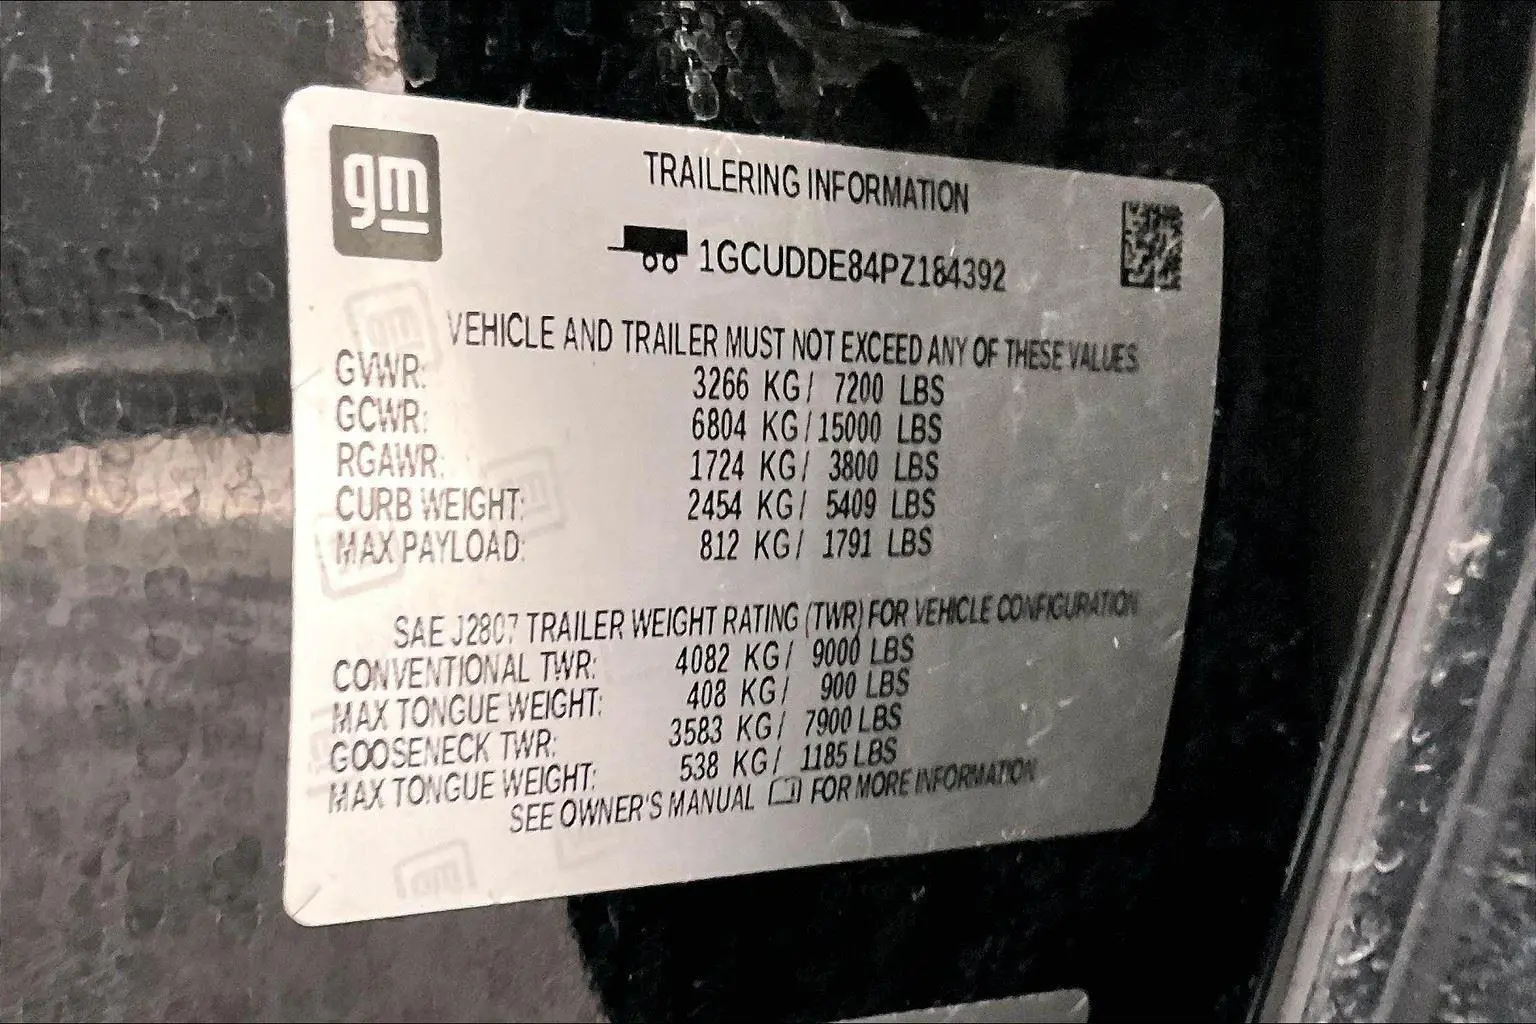 gm
TRAILERING INFORMATION
1GCUDDE84PZ184392
VEHICLE AND TRAILER MUST NOT EXCEED ANY OF THESE VALUES
GVWR: 3266 KG/ 7200 LBS
GCWR: 6804 KG/15000 LBS
RGAWR: 1724 KG/ 3800 LBS
CURB WEIGHT: 2454 KG/ 5409 LBS
MAX PAYLOAD: 812 KG/ 1791 LBS
SAE J2807 TRAILER WEIGHT RATING (TWR) FOR VEHICLE CONFIGURATION
CONVENTIONAL TWR: 4082 KG/ 9000 LBS
MAX TONGUE WEIGHT: 408 KG/ 900 LBS
GOOSENECK TWR: 3583 KG/ 7900 LBS
MAX TONGUE WEIGHT: 538 KG/ 1185 LBS
SEE OWNER'S MANUAL FOR MORE INFORMATION